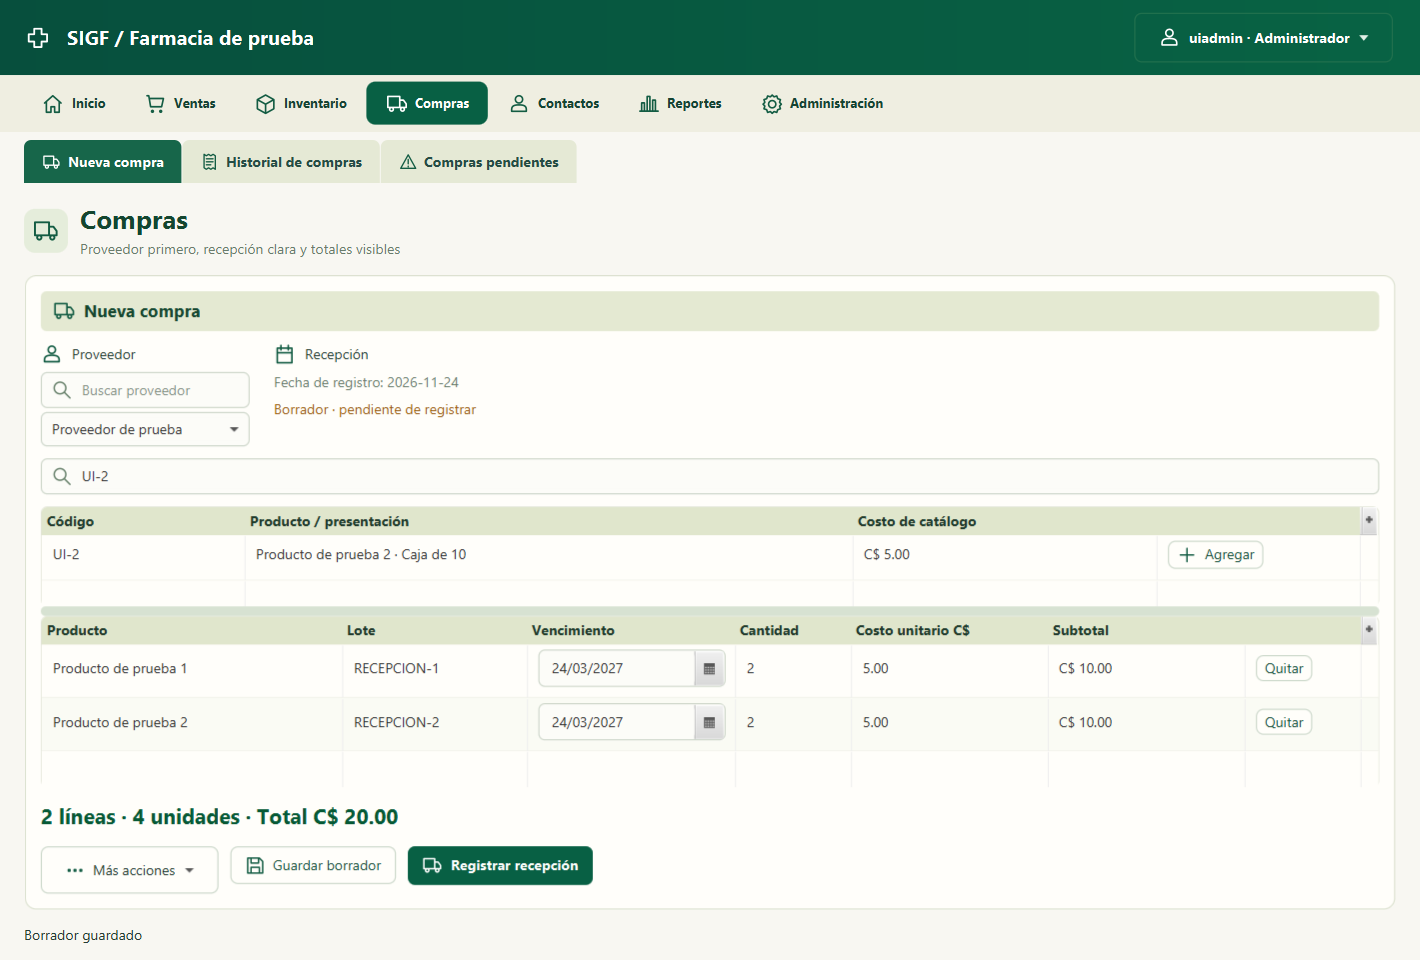 SIGF / Farmacia de prueba
uiadmin · Administrador
Inicio
Ventas
Inventario
Compras
Contactos
Reportes
Administración
Nueva compra
Historial de compras
Compras pendientes
Compras
Proveedor primero, recepción clara y totales visibles
Nueva compra
Proveedor
Recepción
Buscar proveedor
Fecha de registro: 2026-11-24
Proveedor de prueba
Borrador · pendiente de registrar
UI-2
Código Producto / presentación Costo de catálogo +
UI-2 Producto de prueba 2 · Caja de 10 C$ 5.00 Agregar
Producto Lote Vencimiento Cantidad Costo unitario C$ Subtotal +
Producto de prueba 1 RECEPCION-1 24/03/2027 2 5.00 C$ 10.00 Quitar
Producto de prueba 2 RECEPCION-2 24/03/2027 2 5.00 C$ 10.00 Quitar
2 líneas · 4 unidades · Total C$ 20.00
Más acciones
Guardar borrador
Registrar recepción
Borrador guardado